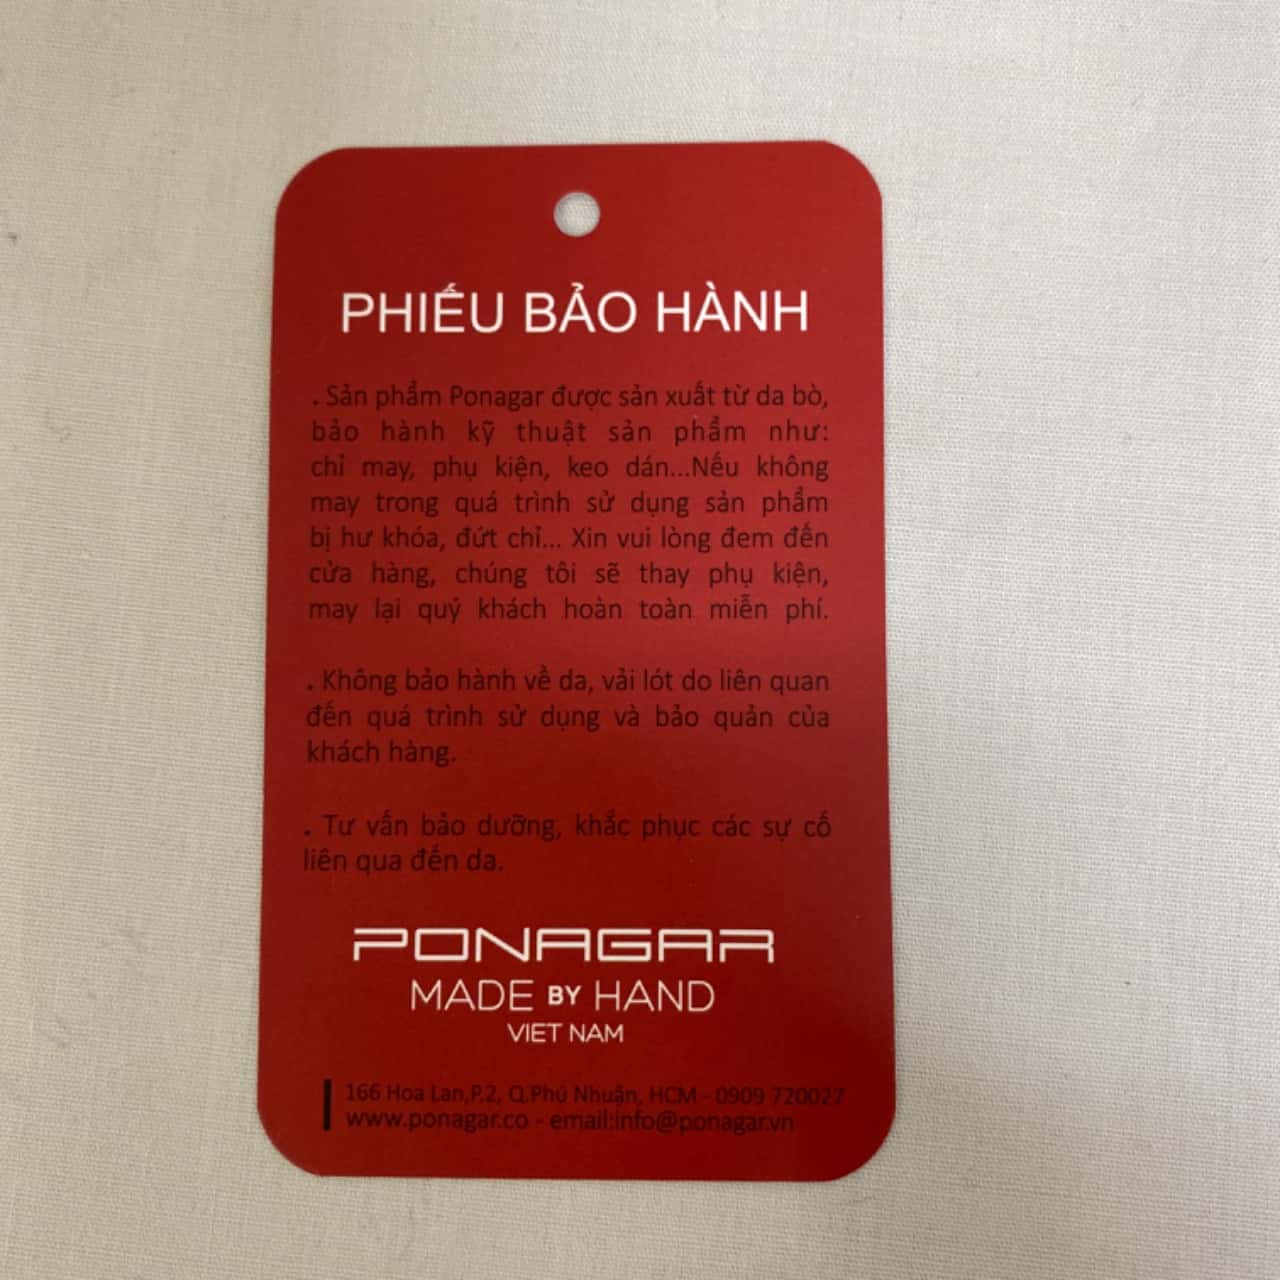 PHIẾU BẢO HÀNH
. Sản phẩm Ponagar được sản xuất từ da bò,
bảo hành kỹ thuật sản phẩm như:
chỉ may, phụ kiện, keo dán...Nếu không
may trong quá trình sử dụng sản phẩm
bị hư khóa, đứt chỉ... Xin vui lòng đem đến
cửa hàng, chúng tôi sẽ thay phụ kiện,
may lại quý khách hoàn toàn miễn phí.
. Không bảo hành về da, vải lót do liên quan
đến quá trình sử dụng và bảo quản của
khách hàng.
. Tư vấn bảo dưỡng, khắc phục các sự cố
liên qua đến da.
PONAGAR
MADE BY HAND
VIET NAM
166 Hoa Lan,P.2, Q.Phú Nhuận, HCM - 0909 720027
www.ponagar.co - email:info@ponagar.vn